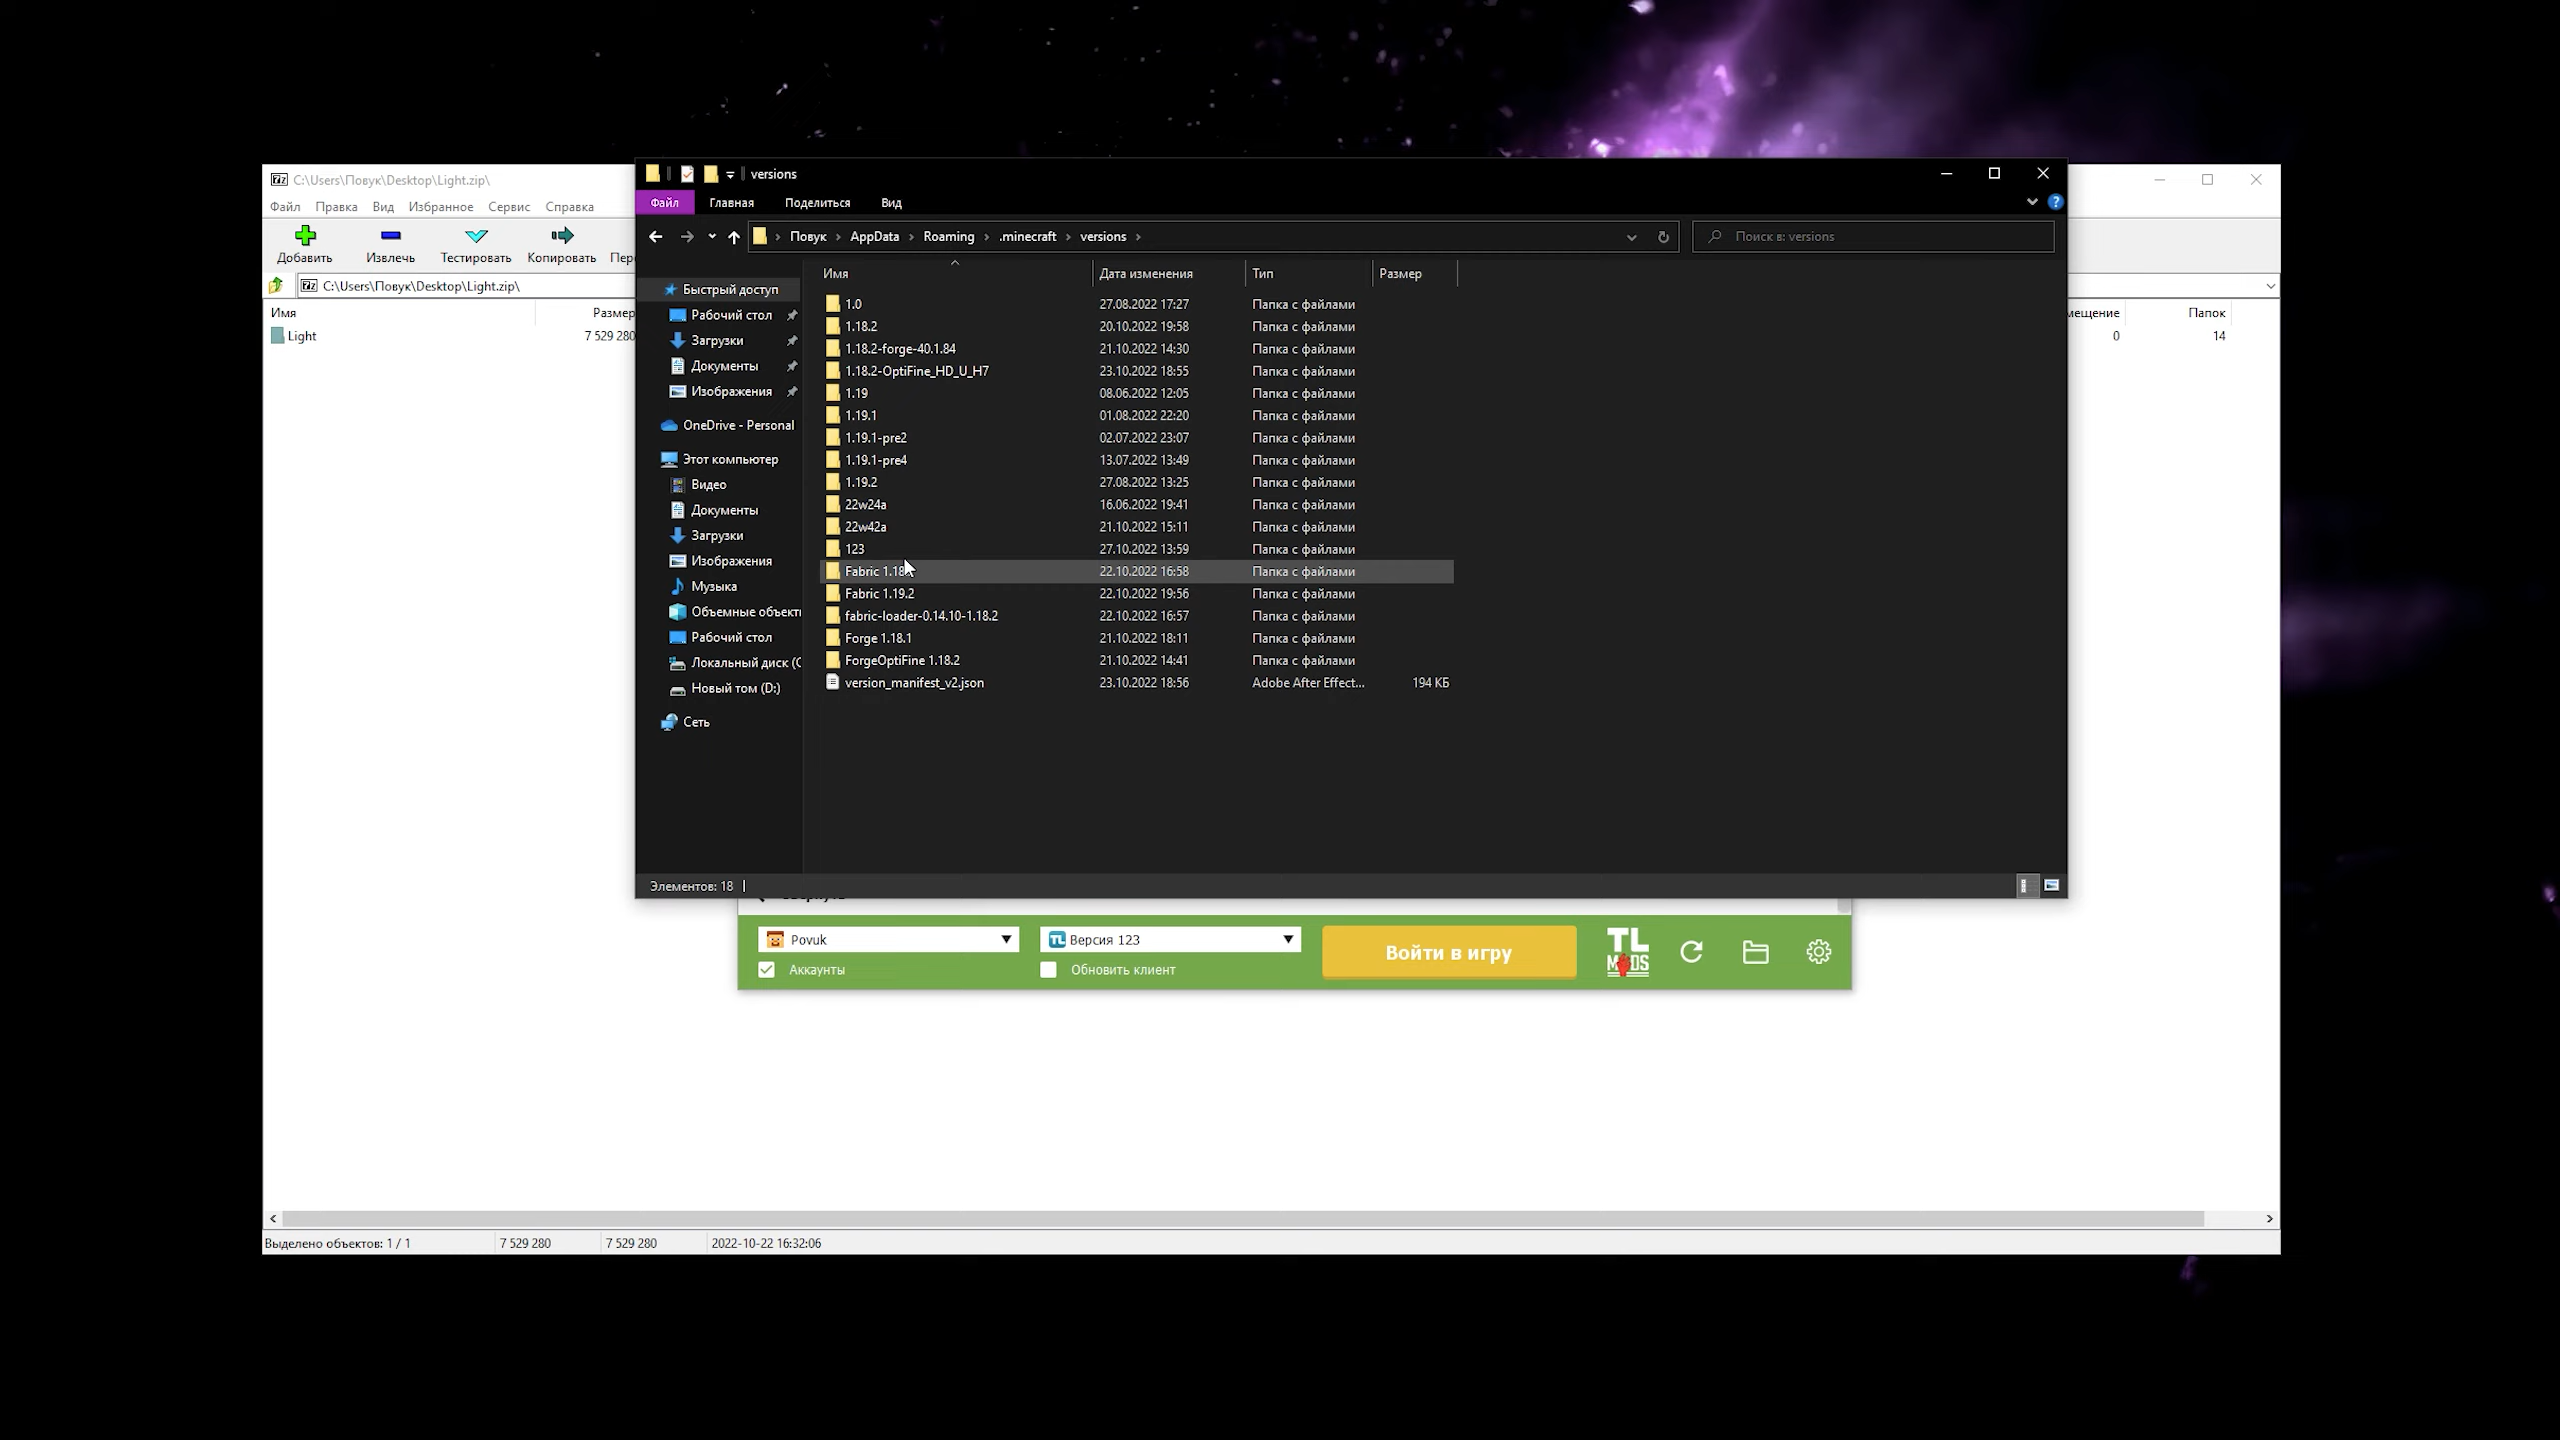 C:\Users\Повук\Desktop\Light.zip\
Файл Правка Вид Избранное Сервис Справка
Добавить Извлечь Тестировать Копировать
C:\Users\Повук\Desktop\Light.zip\
Имя Размер
Light 7 529 280
Папок
0 14
versions
Файл Главная Поделиться Вид
Повук AppData Roaming .minecraft versions
Поиск в: versions
Имя Дата изменения Тип Размер
Быстрый доступ
Рабочий стол
Загрузки
Документы
Изображения
OneDrive - Personal
Этот компьютер
Видео
Документы
Загрузки
Изображения
Музыка
Объемные объект
Рабочий стол
Локальный диск (C
Новый том (D:)
Сеть
1.0 27.08.2022 17:27 Папка с файлами
1.18.2 20.10.2022 19:58 Папка с файлами
1.18.2-forge-40.1.84 21.10.2022 14:30 Папка с файлами
1.18.2-OptiFine_HD_U_H7 23.10.2022 18:55 Папка с файлами
1.19 08.06.2022 12:05 Папка с файлами
1.19.1 01.08.2022 22:20 Папка с файлами
1.19.1-pre2 02.07.2022 23:07 Папка с файлами
1.19.1-pre4 13.07.2022 13:49 Папка с файлами
1.19.2 27.08.2022 13:25 Папка с файлами
22w24a 16.06.2022 19:41 Папка с файлами
22w42a 21.10.2022 15:11 Папка с файлами
123 27.10.2022 13:59 Папка с файлами
Fabric 1.18 22.10.2022 16:58 Папка с файлами
Fabric 1.19.2 22.10.2022 19:56 Папка с файлами
fabric-loader-0.14.10-1.18.2 22.10.2022 16:57 Папка с файлами
Forge 1.18.1 21.10.2022 18:11 Папка с файлами
ForgeOptiFine 1.18.2 21.10.2022 14:41 Папка с файлами
version_manifest_v2.json 23.10.2022 18:56 Adobe After Effect... 194 КБ
Элементов: 18
Povuk
Аккаунты
Версия 123
Обновить клиент
Войти в игру
TL MODS
Выделено объектов: 1 / 1 7 529 280 7 529 280 2022-10-22 16:32:06